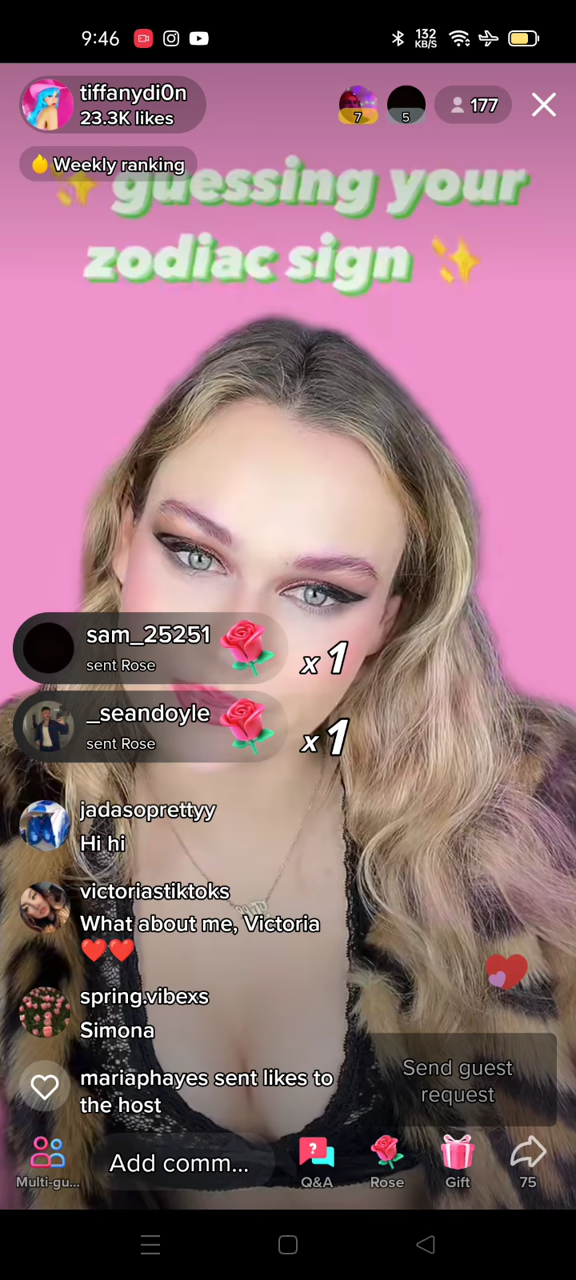 9:46
132
KB/S
tiffanydi0n
23.3K likes
7
5
177
Weekly ranking
guessing your
zodiac sign
sam_25251
sent Rose
x 1
_seandoyle
sent Rose
x 1
jadasoprettyy
Hi hi
victoriastiktoks
What about me, Victoria
spring.vibexs
Simona
mariaphayes sent likes to
the host
Send guest
request
Add comm...
Multi-gu...
Q&A
Rose
Gift
75